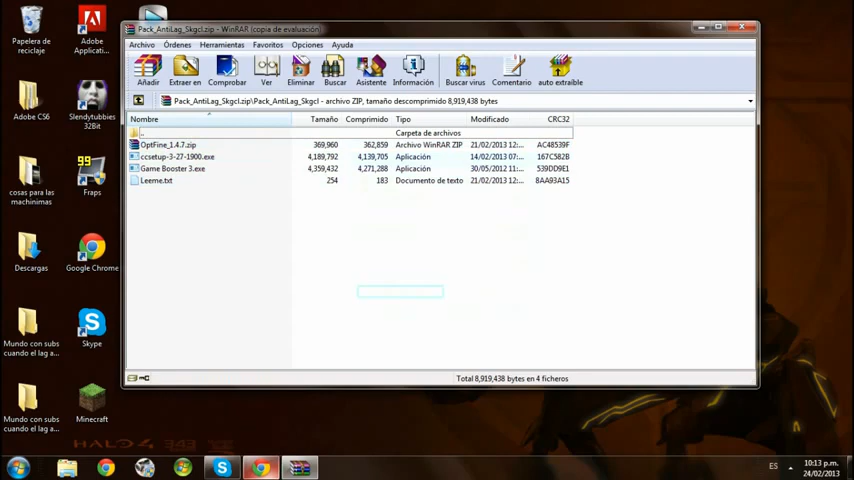 Papelera de
reciclaje
Adobe
Applicati...
Adobe CS6
Slendytubbies
32Bit
cosas para las
machinimas
99
Fraps
Descargas
Google Chrome
Mundo con subs
cuando el lag a...
Skype
Mundo con subs
cuando el lag a...
Minecraft
Pack_AntiLag_Skgcl.zip - WinRAR (copia de evaluación
Archivo Órdenes Herramientas Favoritos Opciones Ayuda
Añadir Extraer en Comprobar Ver Eliminar Buscar Asistente Información Buscar virus Comentario auto extraíble
Pack_AntiLag_Skgcl.zip\Pack_AntiLag_Skgcl - archivo ZIP, tamaño descomprimido 8,919,438 bytes
Nombre Tamaño Comprimido Tipo Modificado CRC32
.. Carpeta de archivos
OptFine_1.4.7.zip 369,960 362,859 Archivo WinRAR ZIP 21/02/2013 12:... AC48539F
ccsetup-3-27-1900.exe 4,189,792 4,139,705 Aplicación 14/02/2013 07:... 167C582B
Game Booster 3.exe 4,359,432 4,271,288 Aplicación 30/05/2012 11:... 539DD9E1
Leeme.txt 254 183 Documento de texto 21/02/2013 12:... 8AA93A15
Total 8,919,438 bytes en 4 ficheros
HALO 4 343
ES
10:13 p.m.
24/02/2013